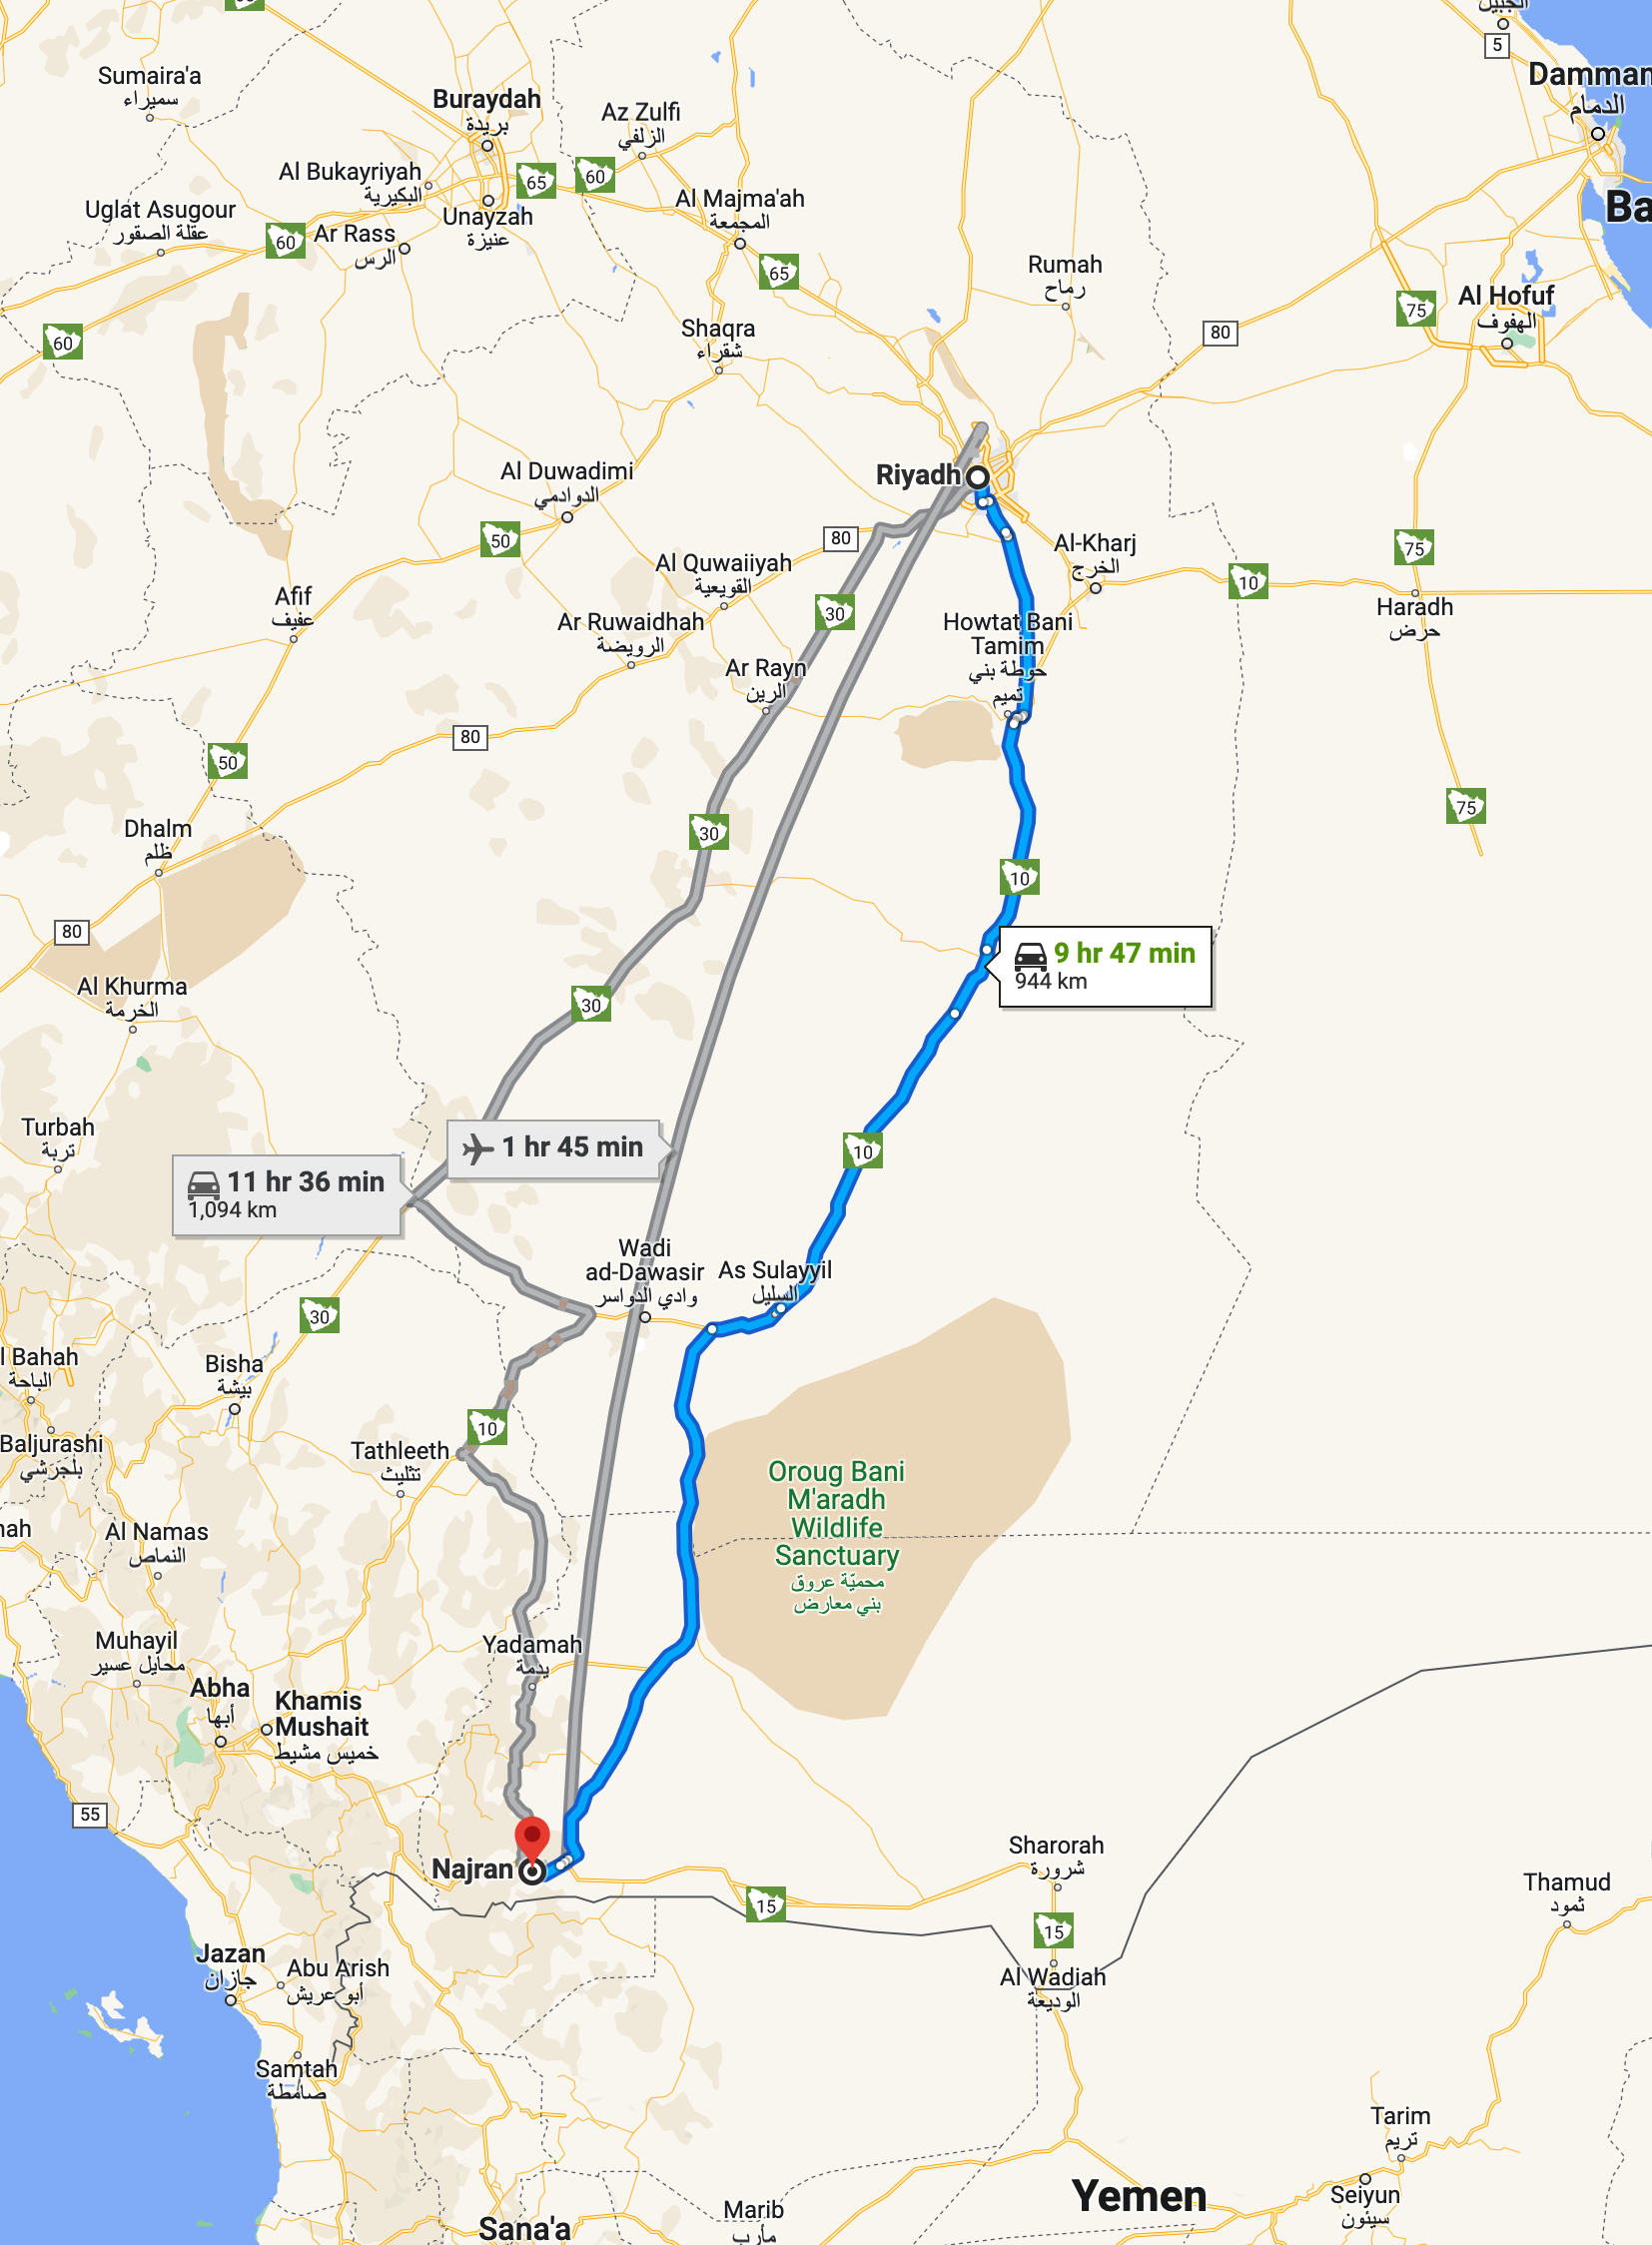 الجبيل
5
Dammam
الدمام
Sumaira'a
سميراء
Buraydah
بريدة
Az Zulfi
الزلفي
Al Bukayriyah
البكيرية
65
60
Unayzah
عنيزة
Al Majma'ah
المجمعة
Uglat Asugour
عقلة الصقور
60
Ar Rass
الرس
65
Rumah
رماح
Ba
Al Hofuf
الهفوف
75
60
Shaqra
شقراء
80
Riyadh
Al Duwadimi
الدوادمي
50
80
Al-Kharj
الخرج
75
Al Quwaiiyah
القويعية
10
Afif
عفيف
30
Haradh
حرض
Ar Ruwaidhah
الرويضة
Howtat Bani
Tamim
حوطة بني
تميم
Ar Rayn
الرين
80
50
75
Dhalm
ظلم
30
10
80
9 hr 47 min
944 km
Al Khurma
الخرمة
30
Turbah
تربة
1 hr 45 min
10
11 hr 36 min
1,094 km
Wadi
ad-Dawasir
وادي الدواسر
As Sulayyil
السليل
30
l Bahah
الباحة
Bisha
بيشة
10
Baljurashi
بلجرشي
Tathleeth
تثليث
Oroug Bani
M'aradh
Wildlife
Sanctuary
محميّة عروق
بني معارض
nah
Al Namas
النماص
Muhayil
محايل عسير
Yadamah
يدمة
Abha
أبها
Khamis
Mushait
خميس مشيط
55
Najran
Sharorah
شرورة
15
Thamud
ثمود
15
Jazan
جازان
Abu Arish
أبو عريش
Al Wadiah
الوديعة
Samtah
صامطة
Tarim
تريم
Yemen
Seiyun
سيئون
Marib
مأرب
Sana'a